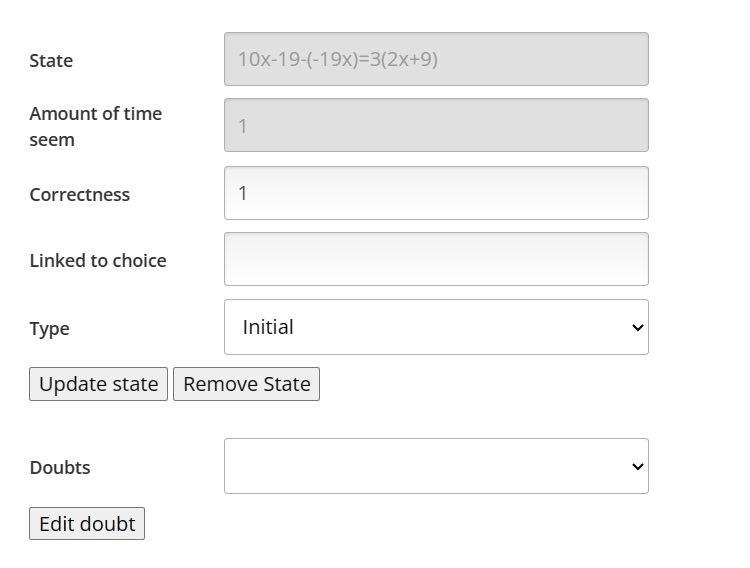 State
10x-19-(-19x)=3(2x+9)
Amount of time
seem
1
Correctness
1
Linked to choice
Type
Initial
Update state
Remove State
Doubts
Edit doubt